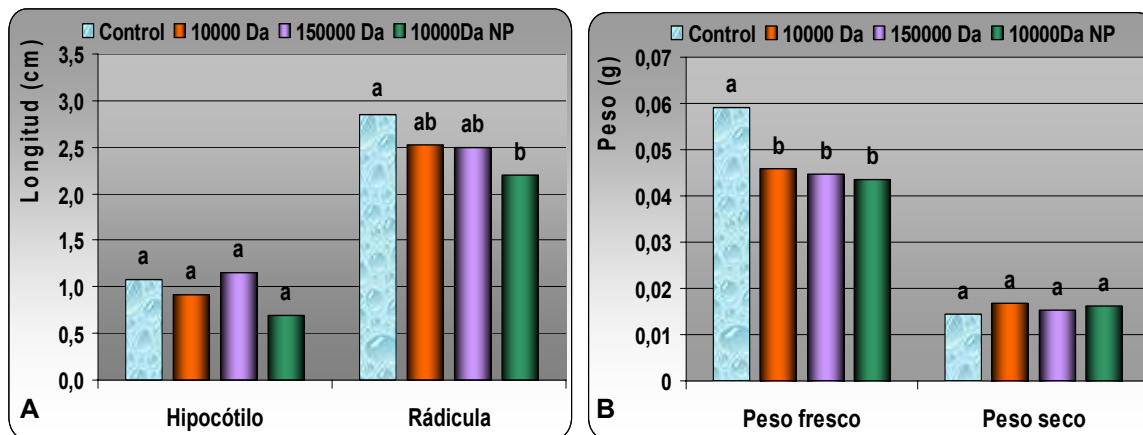 Control 10000 Da 150000 Da 10000Da NP
Longitud (cm)
3,5
3,0
2,5
2,0
1,5
1,0
0,5
0,0
a a a a
a ab ab b
Hipocótilo Rádicula
A
Control 10000 Da 150000 Da 10000Da NP
Peso (g)
0,07
0,06
0,05
0,04
0,03
0,02
0,01
0
a b b b
a a a a
Peso fresco Peso seco
B